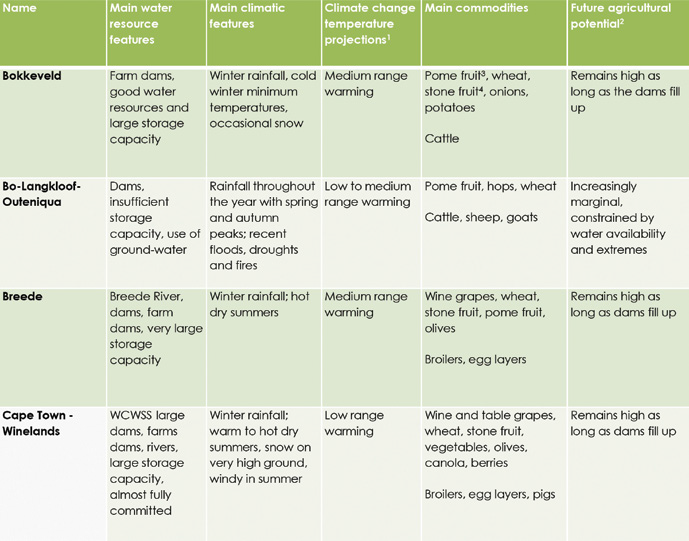 Name
Main water
resource
features
Main climatic
features
Climate change
temperature
projections¹
Main commodities
Future agricultural
potential²
Bokkeveld
Farm dams,
good water
resources and
large storage
capacity
Winter rainfall, cold
winter minimum
temperatures,
occasional snow
Medium range
warming
Pome fruit³, wheat,
stone fruit⁴, onions,
potatoes
Cattle
Remains high as
long as the dams fill
up
Bo-Langkloof-
Outeniqua
Dams,
insufficient
storage
capacity, use of
ground-water
Rainfall throughout
the year with spring
and autumn
peaks; recent
floods, droughts
and fires
Low to medium
range warming
Pome fruit, hops, wheat
Cattle, sheep, goats
Increasingly
marginal,
constrained by
water availability
and extremes
Breede
Breede River,
dams, farm
dams, very large
storage
capacity
Winter rainfall; hot
dry summers
Medium range
warming
Wine grapes, wheat,
stone fruit, pome fruit,
olives
Broilers, egg layers
Remains high as
long as dams fill up
Cape Town -
Winelands
WCWSS large
dams, farms
dams, rivers,
large storage
capacity,
almost fully
committed
Winter rainfall;
warm to hot dry
summers, snow on
very high ground,
windy in summer
Low range
warming
Wine and table grapes,
wheat, stone fruit,
vegetables, olives,
canola, berries
Broilers, egg layers, pigs
Remains high as
long as dams fill up